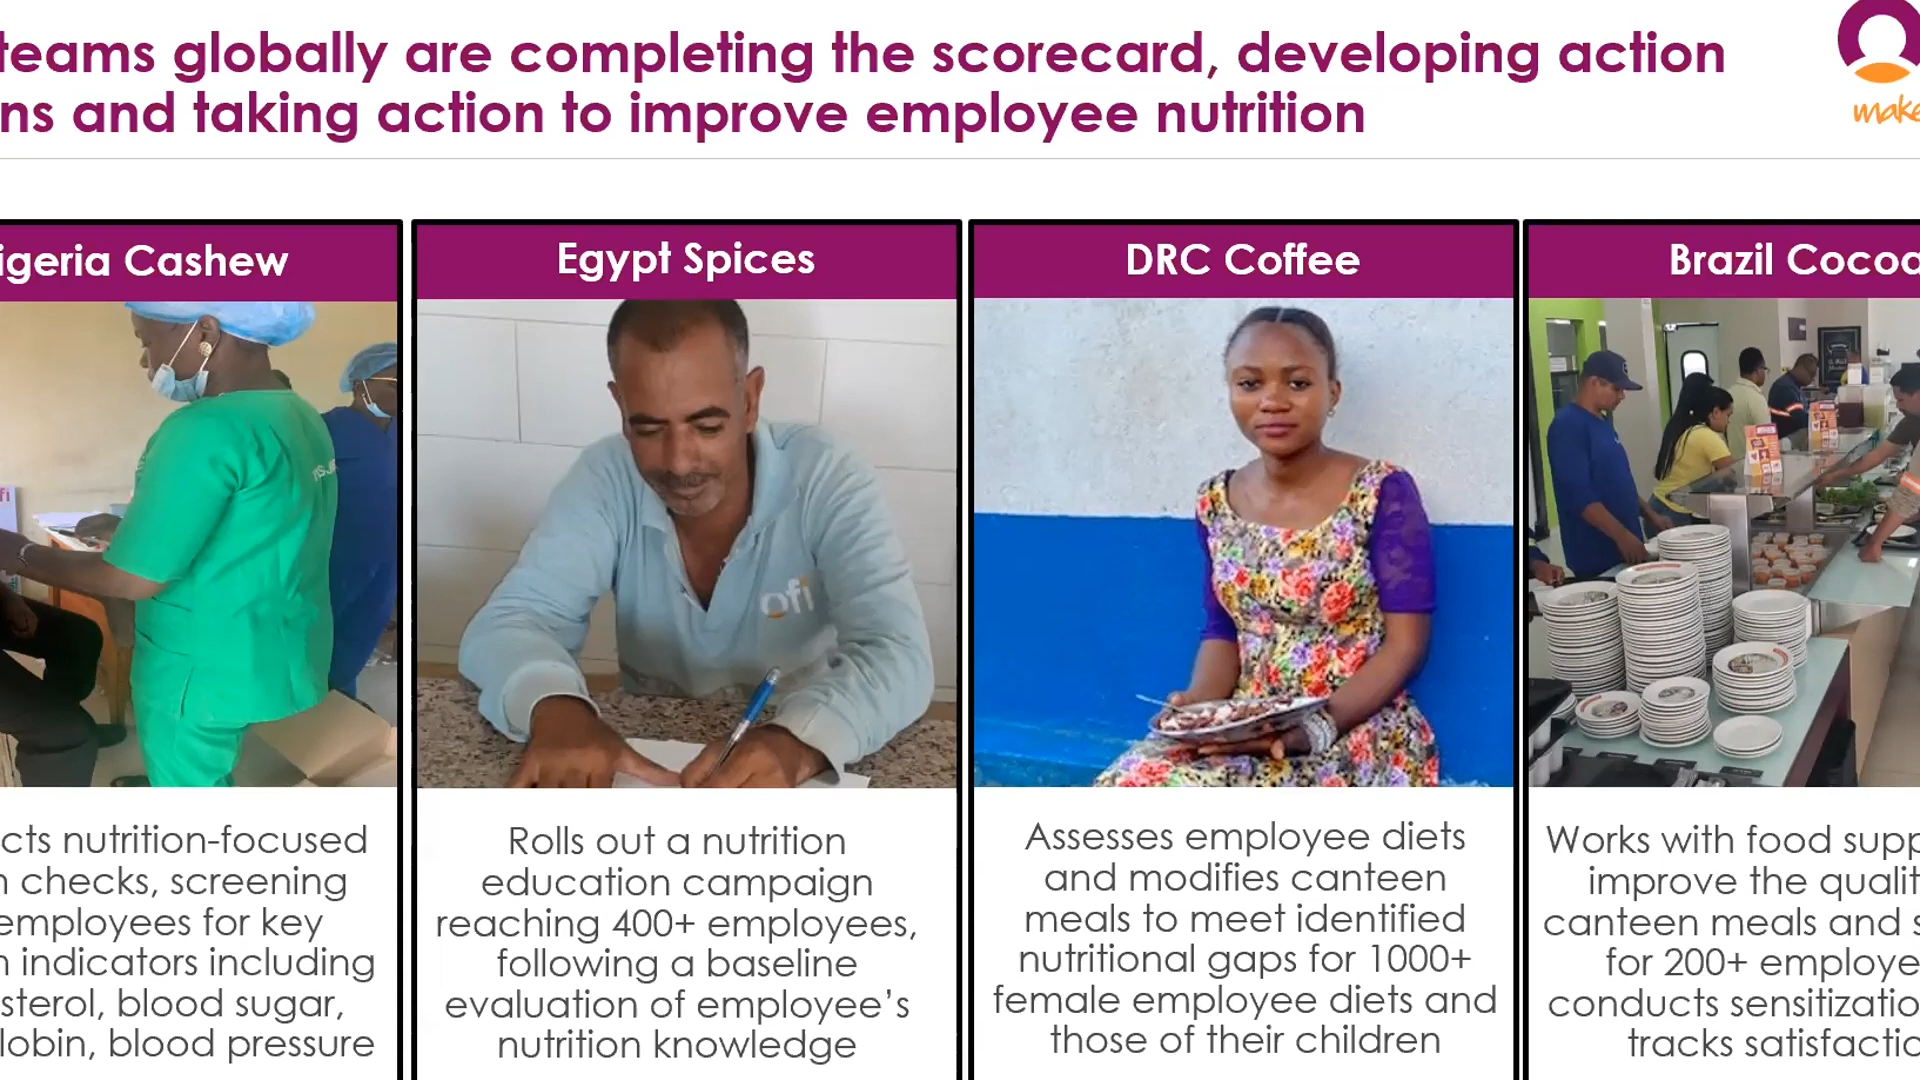 teams globally are completing the scorecard, developing action
ns and taking action to improve employee nutrition
make
igeria Cashew
Egypt Spices
DRC Coffee
Brazil Cocoa
fi
ofi
cts nutrition-focused
checks, screening
employees for key
indicators including
sterol, blood sugar,
lobin, blood pressure
Rolls out a nutrition
education campaign
reaching 400+ employees,
following a baseline
evaluation of employee’s
nutrition knowledge
Assesses employee diets
and modifies canteen
meals to meet identified
nutritional gaps for 1000+
female employee diets and
those of their children
Works with food supp
improve the qualit
canteen meals and s
for 200+ employe
conducts sensitizatio
tracks satisfactio